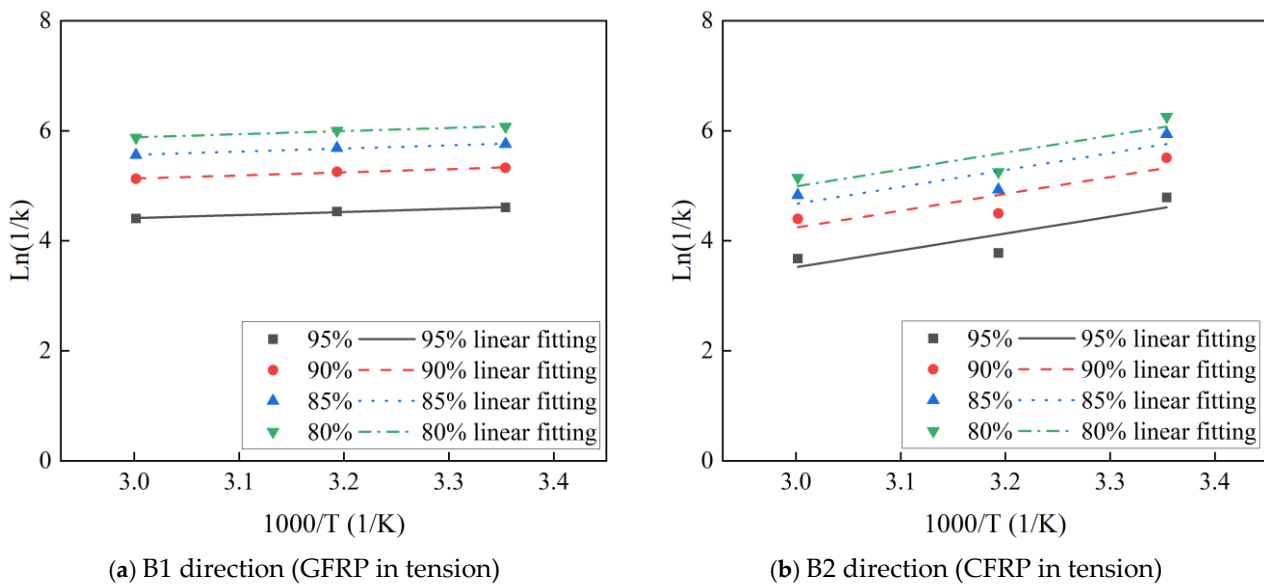 8
6
4
2
0
Ln(1/k)
95% 95% linear fitting
90% 90% linear fitting
85% 85% linear fitting
80% 80% linear fitting
3.0 3.1 3.2 3.3 3.4
1000/T (1/K)
(a) B1 direction (GFRP in tension)
8
6
4
2
0
Ln(1/k)
95% 95% linear fitting
90% 90% linear fitting
85% 85% linear fitting
80% 80% linear fitting
3.0 3.1 3.2 3.3 3.4
1000/T (1/K)
(b) B2 direction (CFRP in tension)